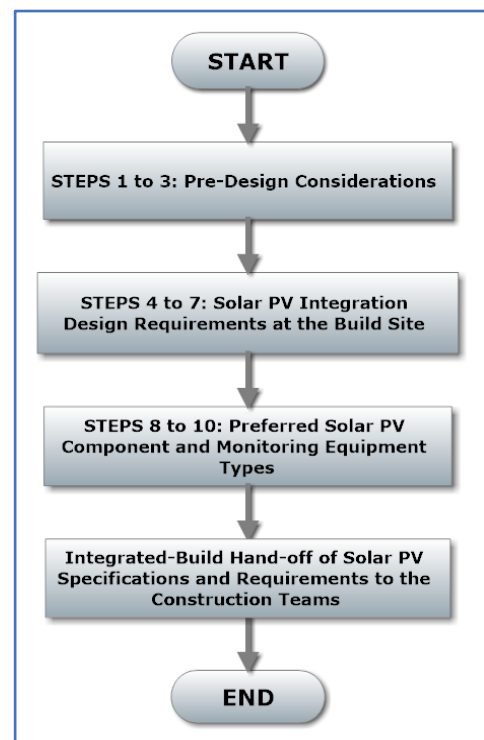 START
STEPS 1 to 3: Pre-Design Considerations
STEPS 4 to 7: Solar PV Integration
Design Requirements at the Build Site
STEPS 8 to 10: Preferred Solar PV
Component and Monitoring Equipment
Types
Integrated-Build Hand-off of Solar PV
Specifications and Requirements to the
Construction Teams
END